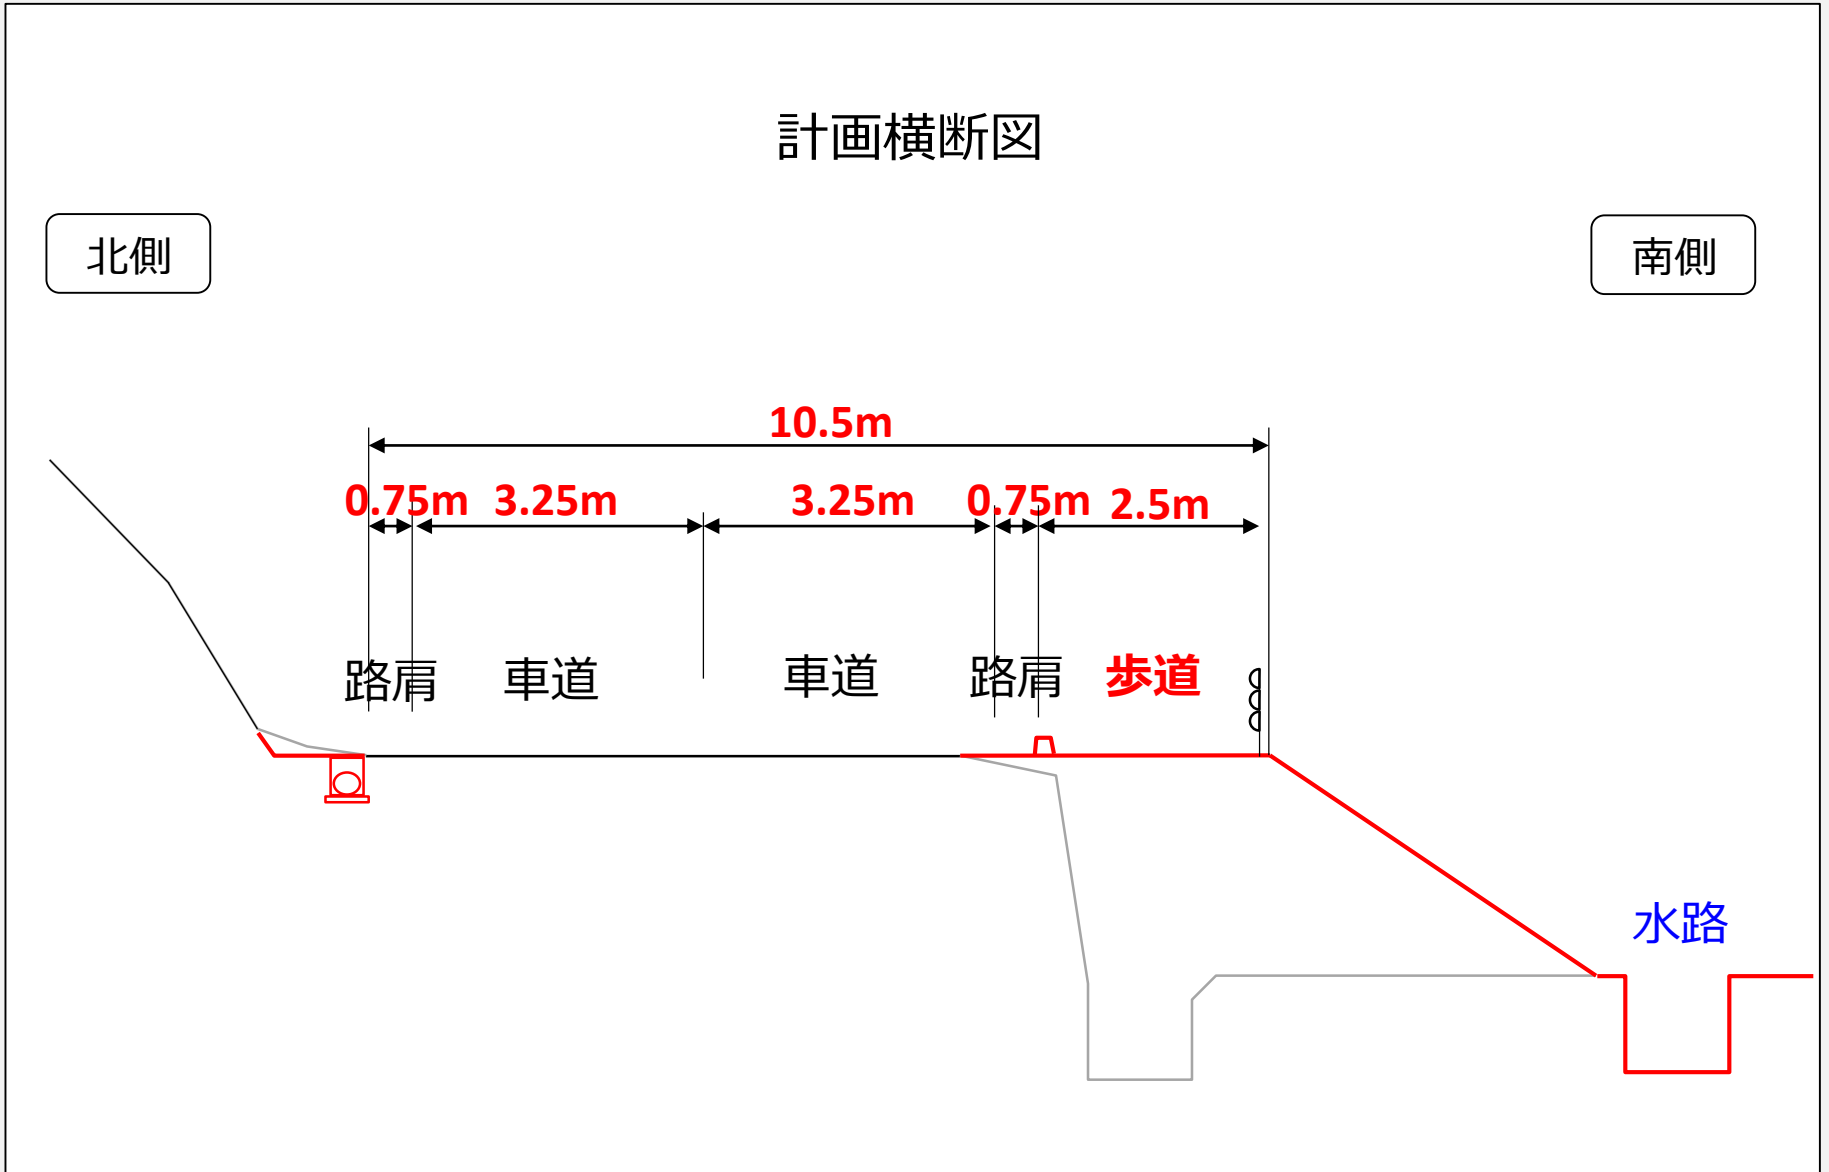 計画横断図
北側
南側
10.5m
0.75m 3.25m 3.25m 0.75m 2.5m
路肩 車道 車道 路肩 歩道
水路